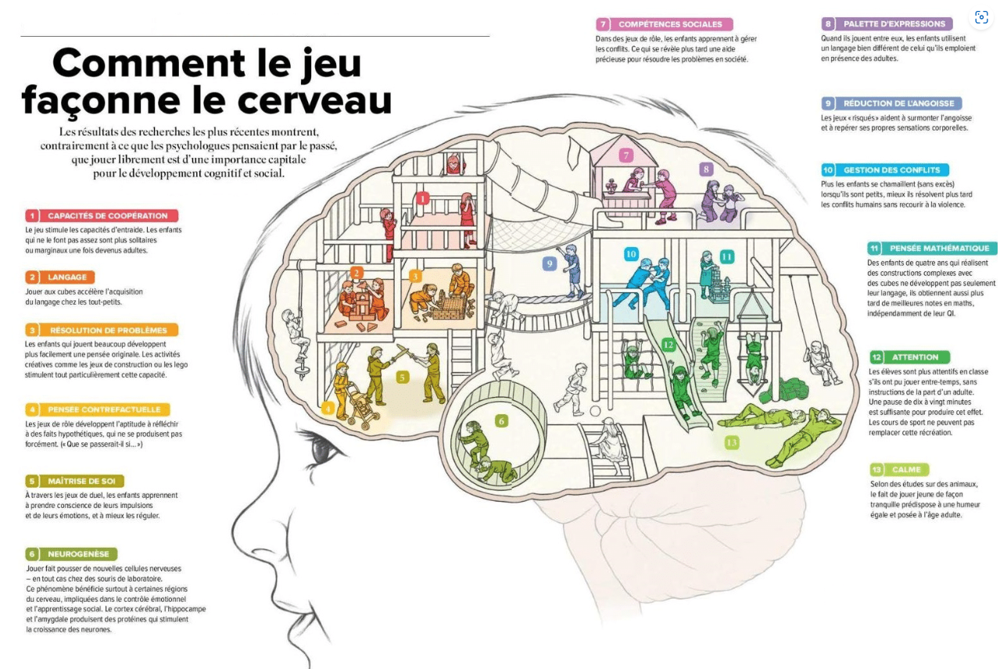 Comment le jeu
façonne le cerveau
Les résultats des recherches les plus récentes montrent,
contrairement à ce que les psychologues pensaient par le passé,
que jouer librement est d'une importance capitale
pour le développement cognitif et social.
1 CAPACITÉS DE COOPÉRATION
Le jeu stimule les capacités d'entraide. Les enfants
qui ne le font pas assez sont plus solitaires
ou marginaux une fois devenus adultes.
2 LANGAGE
Jouer aux cubes accélère l'acquisition
du langage chez les tout-petits.
3 RÉSOLUTION DE PROBLÈMES
Les enfants qui jouent beaucoup développent
plus facilement une pensée originale. Les activités
créatives comme les jeux de construction ou les lego
stimulent tout particulièrement cette capacité.
4 PENSÉE CONTREFACTUELLE
Les jeux de rôle développent l'aptitude à réfléchir
à des faits hypothétiques, qui ne se produisent pas
forcément. (« Que se passerait-il si... »)
5 MAÎTRISE DE SOI
À travers les jeux de duel, les enfants apprennent
à prendre conscience de leurs impulsions
et de leurs émotions, et à mieux les réguler.
6 NEUROGENÈSE
Jouer fait pousser de nouvelles cellules nerveuses
– en tout cas chez des souris de laboratoire.
Ce phénomène bénéficie surtout à certaines régions
du cerveau, impliquées dans le contrôle émotionnel
et l'apprentissage social. Le cortex cérébral, l'hippocampe
et l'amygdale produisent des protéines qui stimulent
la croissance des neurones.
7 COMPÉTENCES SOCIALES
Dans des jeux de rôle, les enfants apprennent à gérer
les conflits. Ce qui se révèle plus tard une aide
précieuse pour résoudre les problèmes en société.
8 PALETTE D'EXPRESSIONS
Quand ils jouent entre eux, les enfants utilisent
un langage bien différent de celui qu'ils emploient
en présence des adultes.
9 RÉDUCTION DE L'ANGOISSE
Les jeux « risqués » aident à surmonter l'angoisse
et à repérer ses propres sensations corporelles.
10 GESTION DES CONFLITS
Plus les enfants se chamaillent (sans excès)
lorsqu'ils sont petits, mieux ils résolvent plus tard
les conflits humains sans recourir à la violence.
11 PENSÉE MATHÉMATIQUE
Des enfants de quatre ans qui réalisent
des constructions complexes avec
des cubes ne développent pas seulement
leur langage, ils obtiennent aussi plus
tard de meilleures notes en maths,
indépendamment de leur QI.
12 ATTENTION
Les élèves sont plus attentifs en classe
s'ils ont pu jouer entre-temps, sans
instructions de la part d'un adulte.
Une pause de dix à vingt minutes
est suffisante pour produire cet effet.
Les cours de sport ne peuvent pas
remplacer cette récréation.
13 CALME
Selon des études sur des animaux,
le fait de jouer jeune de façon
tranquille prédispose à une humeur
égale et posée à l'âge adulte.
1
2
3
4
5
6
7
8
9
10
11
12
13